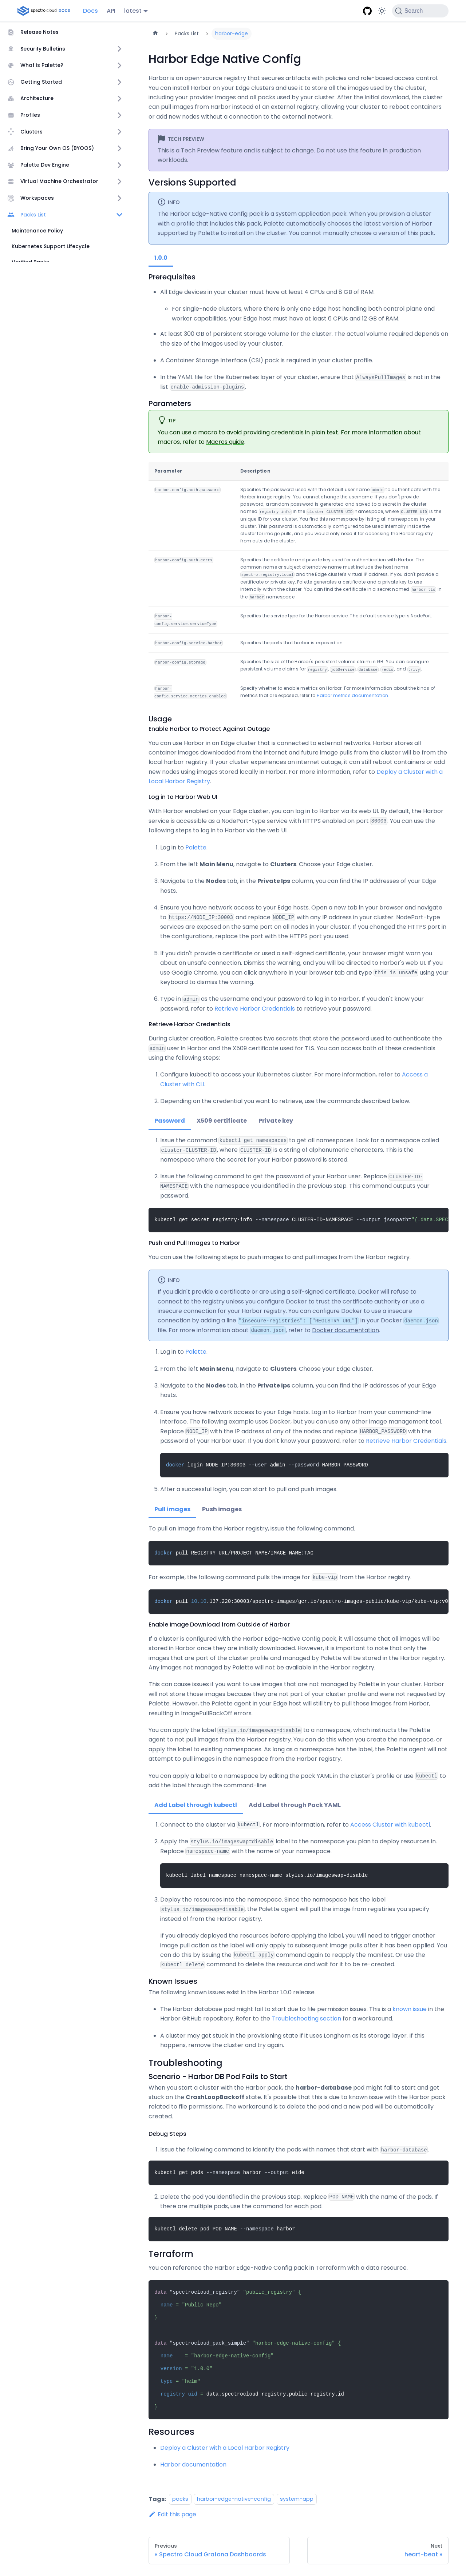 spectrocloud DOCS
Docs
API
latest
Search
Release Notes
Security Bulletins
What is Palette?
Getting Started
Architecture
Profiles
Clusters
Bring Your Own OS (BYOOS)
Palette Dev Engine
Virtual Machine Orchestrator
Workspaces
Packs List
Maintenance Policy
Kubernetes Support Lifecycle
Verified Packs
Packs List
harbor-edge
Harbor Edge Native Config
Harbor is an open-source registry that secures artifacts with policies and role-based access control.
You can install Harbor on your Edge clusters and use it to store all the images used by the cluster,
including your provider images and all packs used by your cluster. After the initial download, the cluster
can pull images from Harbor instead of from an external registry, allowing your cluster to reboot containers
or add new nodes without a connection to the external network.
TECH PREVIEW
This is a Tech Preview feature and is subject to change. Do not use this feature in production
workloads.
Versions Supported
INFO
The Harbor Edge-Native Config pack is a system application pack. When you provision a cluster
with a profile that includes this pack, Palette automatically chooses the latest version of Harbor
supported by Palette to install on the cluster. You cannot manually choose a version of this pack.
1.0.0
Prerequisites
All Edge devices in your cluster must have at least 4 CPUs and 8 GB of RAM.
For single-node clusters, where there is only one Edge host handling both control plane and
worker capabilities, your Edge host must have at least 6 CPUs and 12 GB of RAM.
At least 300 GB of persistent storage volume for the cluster. The actual volume required depends on
the size of the images used by your cluster.
A Container Storage Interface (CSI) pack is required in your cluster profile.
In the YAML file for the Kubernetes layer of your cluster, ensure that AlwaysPullImages is not in the
list enable-admission-plugins.
Parameters
TIP
You can use a macro to avoid providing credentials in plain text. For more information about
macros, refer to Macros guide.
Parameter
Description
harbor-config.auth.password
Specifies the password used with the default user name admin to authenticate with the
Harbor image registry. You cannot change the username. If you don't provide
password, a random password is generated and saved in a secret in the cluster
named registry-info in the cluster.CLUSTER_UID namespace, where CLUSTER_UID is the
unique ID for your cluster. You find this namespace by listing all namespaces in your
cluster. This password is automatically configured to be used internally inside the
cluster for image pulls, and you would only need it for accessing the Harbor registry
from outside the cluster.
harbor-config.auth.certs
Specifies the certificate and private key used for authentication with Harbor. The
common name or subject alternative name must include the host name
spectro.registry.local and the Edge cluster's virtual IP address. If you don't provide a
certificate or private key, Palette generates a certificate and a private key to use
internally within the cluster. You can find the certificate in a secret named harbor-tls in
the harbor namespace.
harbor-
config.service.serviceType
Specifies the service type for the Harbor service. The default service type is NodePort
harbor-config.service.harbor
Specifies the ports that harbor is exposed on.
harbor-config.storage
Specifies the size of the Harbor's persistent volume claim in GB. You can configure
persistent volume claims for registry, jobService, database, redis, and trivy.
harbor-
config.service.metrics.enabled
Specify whether to enable metrics on Harbor. For more information about the kinds of
metrics that are exposed, refer to Harbor metrics documentation.
Usage
Enable Harbor to Protect Against Outage
You can use Harbor in an Edge cluster that is connected to external networks. Harbor stores all
container images downloaded from the internet and future image pulls from the cluster will be from the
local harbor registry. If your cluster experiences an internet outage, it can still reboot containers or add
new nodes using images stored locally in Harbor. For more information, refer to Deploy a Cluster with a
Local Harbor Registry.
Log in to Harbor Web UI
With Harbor enabled on your Edge cluster, you can log in to Harbor via its web UI. By default, the Harbor
service is accessible as a NodePort-type service with HTTPS enabled on port 30003. You can use the
following steps to log in to Harbor via the web UI.
1. Log in to Palette.
2. From the left Main Menu, navigate to Clusters. Choose your Edge cluster.
3. Navigate to the Nodes tab, in the Private Ips column, you can find the IP addresses of your Edge
hosts.
4. Ensure you have network access to your Edge hosts. Open a new tab in your browser and navigate
to https://NODE_IP:30003 and replace NODE_IP with any IP address in your cluster. NodePort-type
services are exposed on the same port on all nodes in your cluster. If you changed the HTTPS port in
the configurations, replace the port with the HTTPS port you used.
5. If you didn't provide a certificate or used a self-signed certificate, your browser might warn you
about an unsafe connection. Dismiss the warning, and you will be directed to Harbor's web UI. If you
use Google Chrome, you can click anywhere in your browser tab and type this is unsafe using your
keyboard to dismiss the warning.
6. Type in admin as the username and your password to log in to Harbor. If you don't know your
password, refer to Retrieve Harbor Credentials to retrieve your password.
Retrieve Harbor Credentials
During cluster creation, Palette creates two secrets that store the password used to authenticate the
admin user in Harbor and the X509 certificate used for TLS. You can access both of these credentials
using the following steps:
1. Configure kubectl to access your Kubernetes cluster. For more information, refer to Access a
Cluster with CLI.
2. Depending on the credential you want to retrieve, use the commands described below.
Password
X509 certificate
Private key
1. Issue the command kubectl get namespaces to get all namespaces. Look for a namespace called
cluster-CLUSTER-ID, where CLUSTER-ID is a string of alphanumeric characters. This is the
namespace where the secret for your Harbor password is stored.
2. Issue the following command to get the password of your Harbor user. Replace CLUSTER-ID-
NAMESPACE with the namespace you identified in the previous step. This command outputs your
password.
kubectl get secret registry-info --namespace CLUSTER-ID-NAMESPACE --output jsonpath="{.data.SPEC
Push and Pull Images to Harbor
You can use the following steps to push images to and pull images from the Harbor registry.
INFO
If you didn't provide a certificate or are using a self-signed certificate, Docker will refuse to
connect to the registry unless you configure Docker to trust the certificate authority or use a
insecure connection for your Harbor registry. You can configure Docker to use a insecure
connection by adding a line "insecure-registries": ["REGISTRY_URL"] in your Docker daemon.json
file. For more information about daemon.json, refer to Docker documentation.
1. Log in to Palette.
2. From the left Main Menu, navigate to Clusters. Choose your Edge cluster.
3. Navigate to the Nodes tab, in the Private Ips column, you can find the IP addresses of your Edge
hosts.
4. Ensure you have network access to your Edge hosts. Log in to Harbor from your command-line
interface. The following example uses Docker, but you can use any other image management tool.
Replace NODE_IP with the IP address of any of the nodes and replace HARBOR_PASSWORD with the
password of your Harbor user. If you don't know your password, refer to Retrieve Harbor Credentials.
docker login NODE_IP:30003 --user admin --password HARBOR_PASSWORD
5. After a successful login, you can start to pull and push images.
Pull images
Push images
To pull an image from the Harbor registry, issue the following command.
docker pull REGISTRY_URL/PROJECT_NAME/IMAGE_NAME:TAG
For example, the following command pulls the image for kube-vip from the Harbor registry.
docker pull 10.10.137.220:30003/spectro-images/gcr.io/spectro-images-public/kube-vip/kube-vip:v0
Enable Image Download from Outside of Harbor
If a cluster is configured with the Harbor Edge-Native Config pack, it will assume that all images will be
stored in Harbor once they are initially downloaded. However, it is important to note that only the
images that are part of the cluster profile and managed by Palette will be stored in the Harbor registry.
Any images not managed by Palette will not be available in the Harbor registry.
This can cause issues if you want to use images that are not managed by Palette in your cluster. Harbor
will not store those images because they are not part of your cluster profile and were not requested by
Palette. However, the Palette agent in your Edge host will still try to pull those images from Harbor,
resulting in ImagePullBackOff errors.
You can apply the label stylus.io/imageswap=disable to a namespace, which instructs the Palette
agent to not pull images from the Harbor registry. You can do this when you create the namespace, or
apply the label to existing namespaces. As long as a namespace has the label, the Palette agent will not
attempt to pull images in the namespace from the Harbor registry.
You can apply a label to a namespace by editing the pack YAML in the cluster's profile or use kubectl to
add the label through the command-line.
Add Label through kubectl
Add Label through Pack YAML
1. Connect to the cluster via kubectl. For more information, refer to Access Cluster with kubectl.
2. Apply the stylus.io/imageswap=disable label to the namespace you plan to deploy resources in.
Replace namespace-name with the name of your namespace.
kubectl label namespace namespace-name stylus.io/imageswap=disable
3. Deploy the resources into the namespace. Since the namespace has the label
stylus.io/imageswap=disable, the Palette agent will pull the image from registiries you specify
instead of from the Harbor registry.
If you already deployed the resources before applying the label, you will need to trigger another
image pull action as the label will only apply to subsequent image pulls after it has been applied. You
can do this by issuing the kubectl apply command again to reapply the manifest. Or use the
kubectl delete command to delete the resource and wait for it to be re-created.
Known Issues
The following known issues exist in the Harbor 1.0.0 release.
The Harbor database pod might fail to start due to file permission issues. This is a known issue in the
Harbor GitHub repository. Refer to the Troubleshooting section for a workaround.
A cluster may get stuck in the provisioning state if it uses Longhorn as its storage layer. If this
happens, remove the cluster and try again.
Troubleshooting
Scenario - Harbor DB Pod Fails to Start
When you start a cluster with the Harbor pack, the harbor-database pod might fail to start and get
stuck on the CrashLoopBackoff state. It's possible that this is due to known issue with the Harbor pack
related to file permissions. The workaround is to delete the pod and a new pod will be automatically
created.
Debug Steps
1. Issue the following command to identify the pods with names that start with harbor-database.
kubectl get pods --namespace harbor --output wide
2. Delete the pod you identified in the previous step. Replace POD_NAME with the name of the pods. If
there are multiple pods, use the command for each pod.
kubectl delete pod POD_NAME --namespace harbor
Terraform
You can reference the Harbor Edge-Native Config pack in Terraform with a data resource.
data "spectrocloud_registry" "public_registry" {
name = "Public Repo"
}
data "spectrocloud_pack_simple" "harbor-edge-native-config" {
name = "harbor-edge-native-config"
version = "1.0.0"
type = "helm"
registry_uid = data.spectrocloud_registry.public_registry.id
}
Resources
Deploy a Cluster with a Local Harbor Registry
Harbor documentation
Tags:
packs
harbor-edge-native-config
system-app
Edit this page
Previous
« Spectro Cloud Grafana Dashboards
Next
heart-beat »